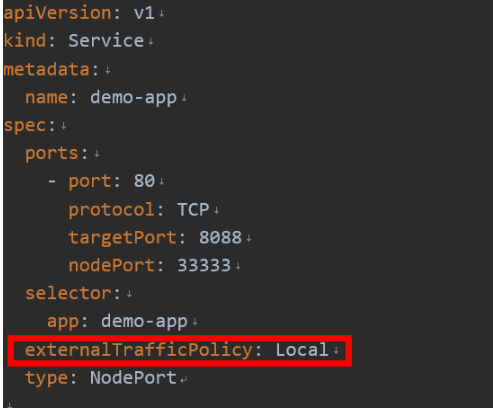 apiVersion: v1
kind: Service
metadata:
  name: demo-app
spec:
  ports:
    - port: 80
      protocol: TCP
      targetPort: 8088
      nodePort: 33333
  selector:
    app: demo-app
  externalTrafficPolicy: Local
  type: NodePort